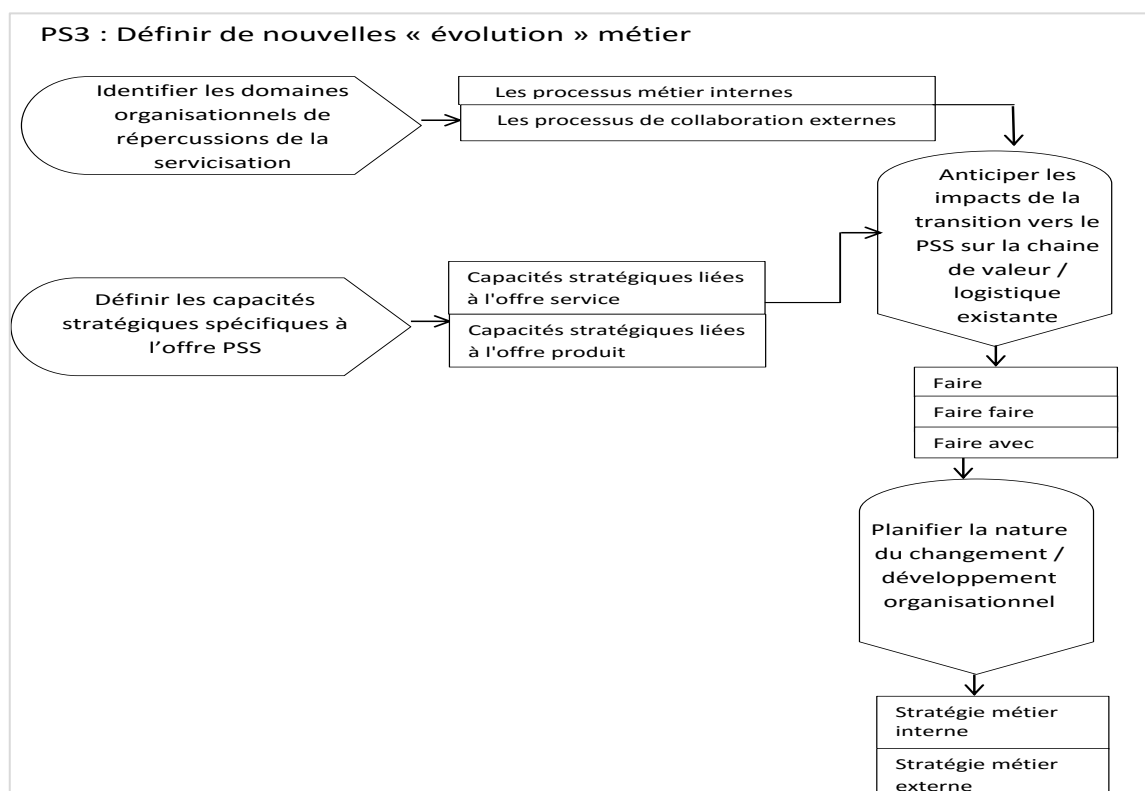 PS3 : Définir de nouvelles « évolution » métier
Identifier les domaines
organisationnels de
répercussions de la
servicisation
Les processus métier internes
Les processus de collaboration externes
Anticiper les
impacts de la
transition vers le
PSS sur la chaine
de valeur /
logistique
existante
Définir les capacités
stratégiques spécifiques à
l’offre PSS
Capacités stratégiques liées
à l'offre service
Capacités stratégiques liées
à l'offre produit
Faire
Faire faire
Faire avec
Planifier la nature
du changement /
développement
organisationnel
Stratégie métier
interne
Stratégie métier
externe